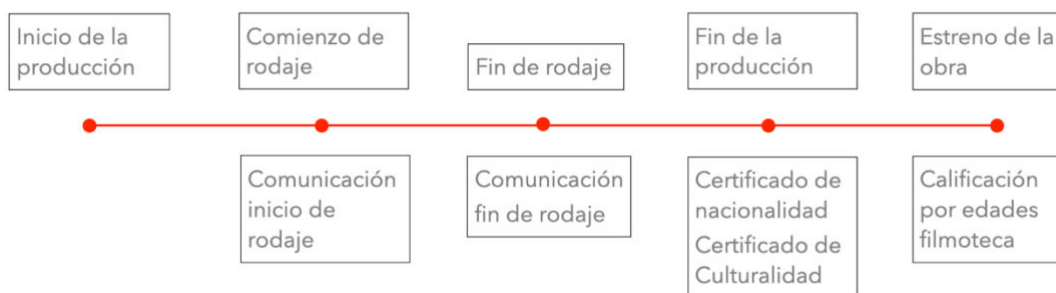 Inicio de la
producción
Comienzo de
rodaje
Fin de rodaje
Fin de la
producción
Estreno de la
obra
Comunicación
inicio de
rodaje
Comunicación
fin de rodaje
Certificado de
nacionalidad
Certificado de
Culturalidad
Calificación
por edades
filmoteca